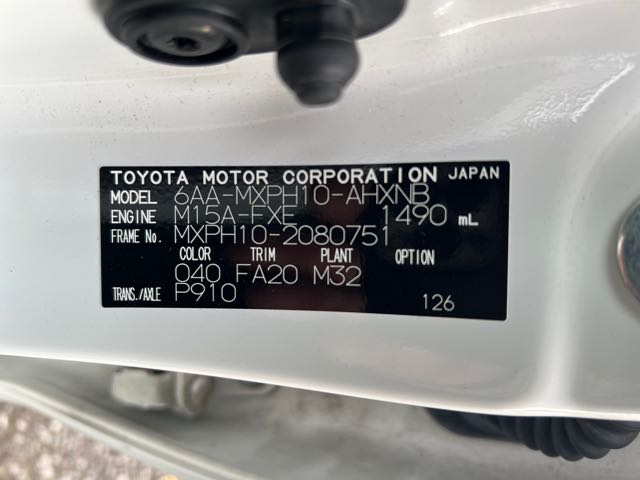 TOYOTA MOTOR CORPORATION JAPAN
MODEL 6AA-MXPH10-AHXNB
ENGINE M15A-FXE 1490 mL
FRAME No. MXPH10-2080751
COLOR TRIM PLANT OPTION
040 FA20 M32
TRANS./AXLE P910 126